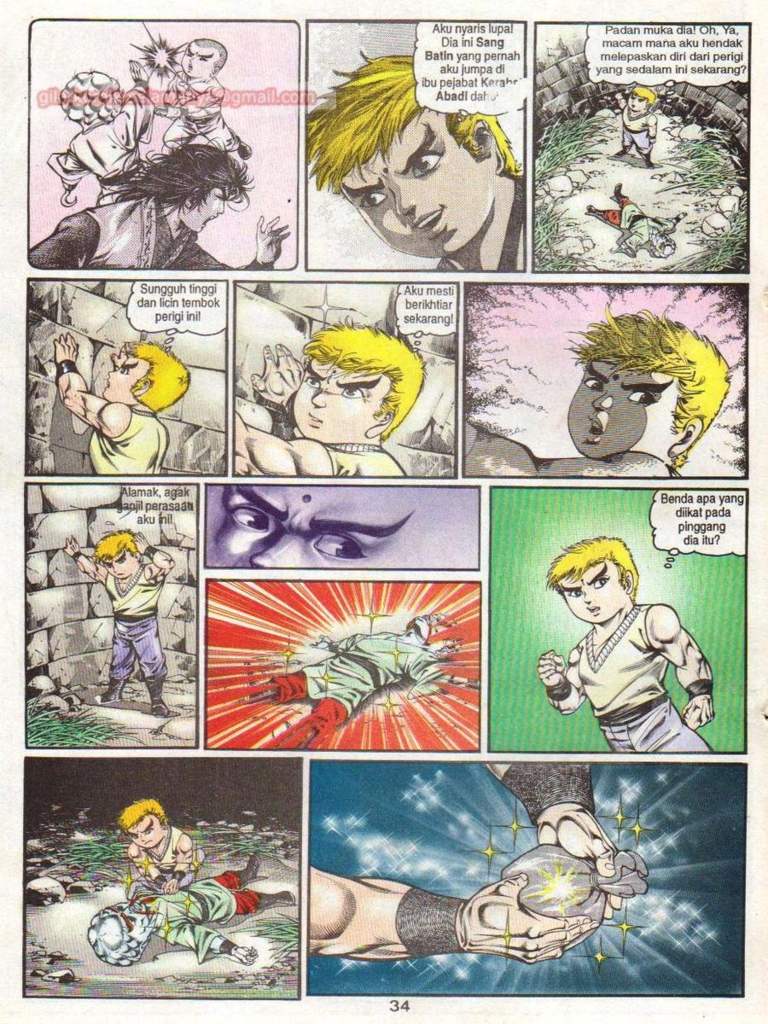 Aku nyaris lupa!
Dia ini Sang
Batin yang pernah
aku jumpa di
ibu pejabat Kerabat
Abadi
Padan muka dia! Oh, Ya,
macam mana aku hendak
melepaskan diri dari perigi
yang sedalam ini sekarang?
Sungguh tinggi
dan licin tembok
perigi ini!
Aku mesti
berikhtiar
sekarang!
Alamak, agak
ganjil perasaan
aku ini!
Benda apa yang
diikat pada
pinggang
dia itu?
34